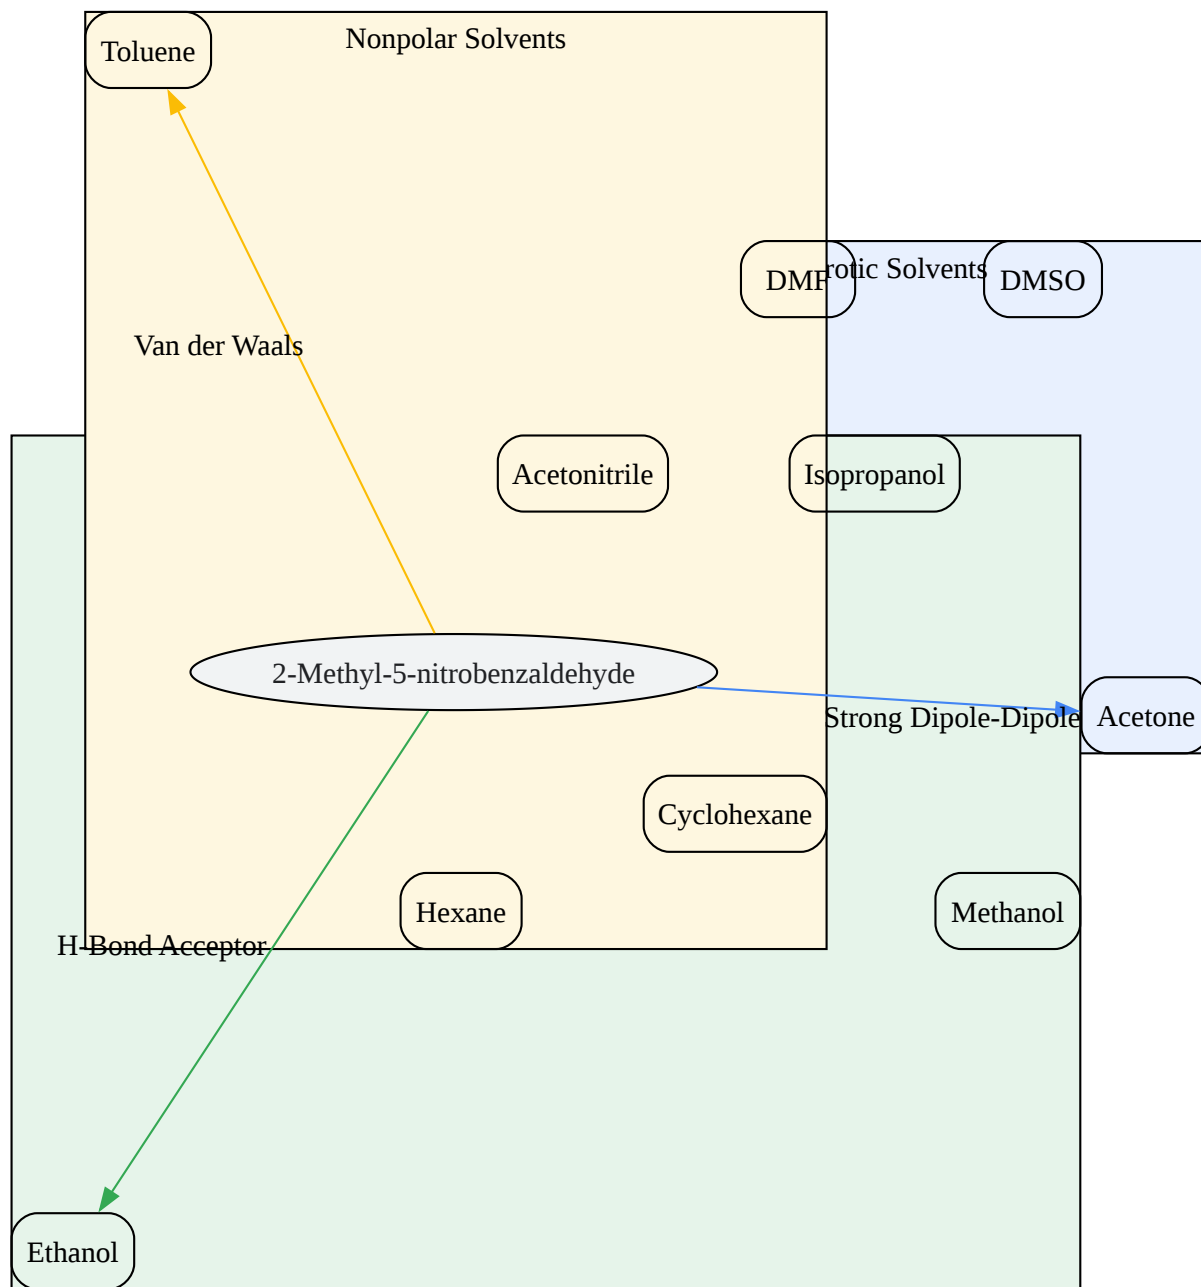 Nonpolar Solvents
Toluene
rotic Solvents
DMF
DMSO
Van der Waals
Acetonitrile
Isopropanol
2-Methyl-5-nitrobenzaldehyde
Strong Dipole-Dipole
Acetone
Cyclohexane
Hexane
Methanol
H-Bond Acceptor
Ethanol